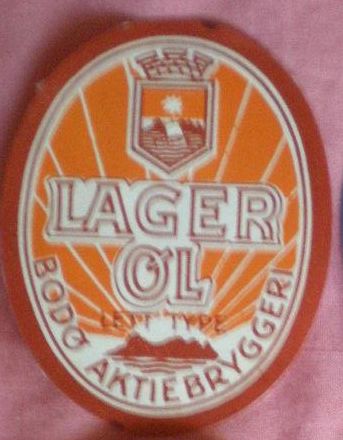 LAGER
ØL
LETT TYPE
BODØ AKTIEBRYGGERI